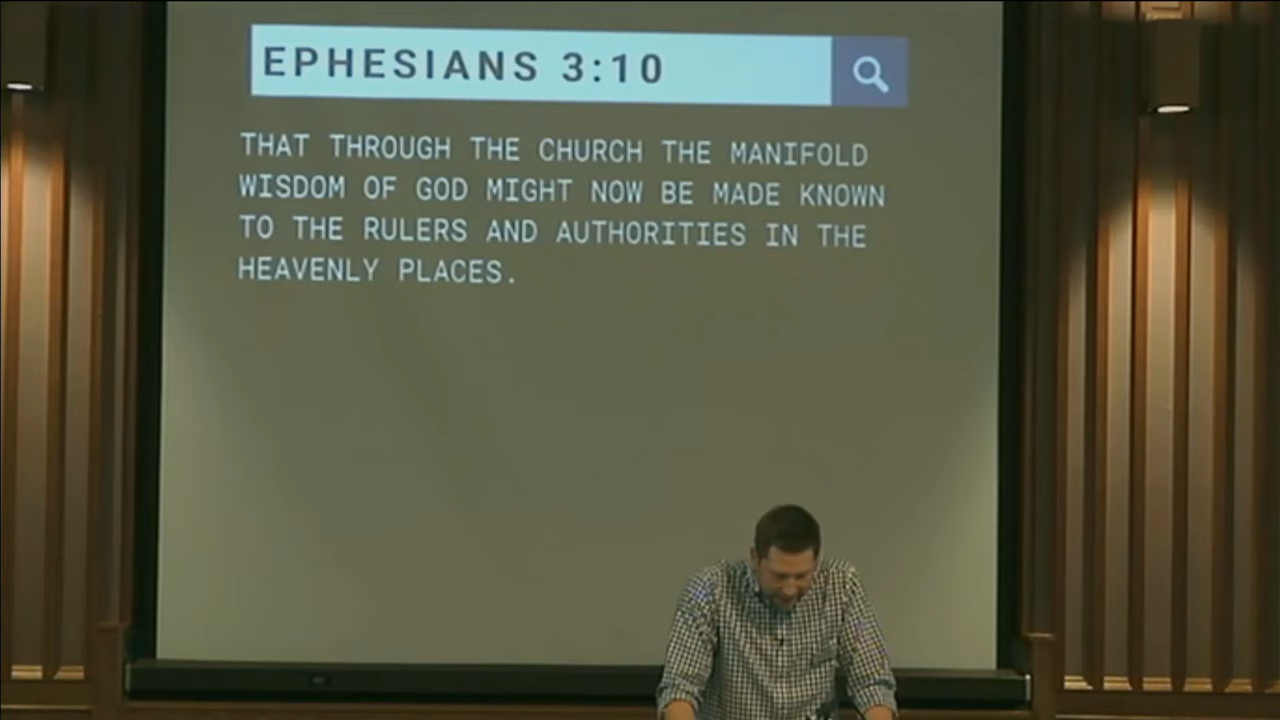 EPHESIANS 3:10
THAT THROUGH THE CHURCH THE MANIFOLD
WISDOM OF GOD MIGHT NOW BE MADE KNOWN
TO THE RULERS AND AUTHORITIES IN THE
HEAVENLY PLACES.